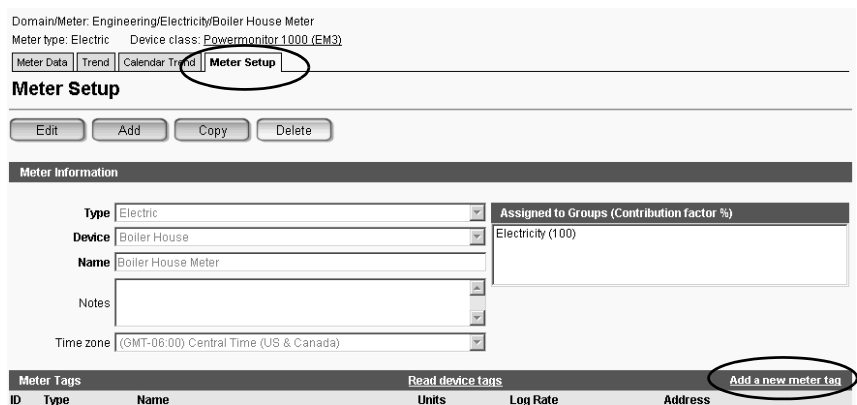 Domain/Meter: Engineering/Electricity/Boiler House Meter
Meter type: Electric Device class: Powermonitor 1000 (EM3)
Meter Data Trend Calendar Trend Meter Setup
Meter Setup
Edit Add Copy Delete
Meter Information
Type Electric
Assigned to Groups (Contribution factor %)
Device Boiler House
Electricity (100)
Name Boiler House Meter
Notes
Time zone (GMT-06:00) Central Time (US & Canada)
Meter Tags Read device tags Add a new meter tag
ID Type Name Units Log Rate Address